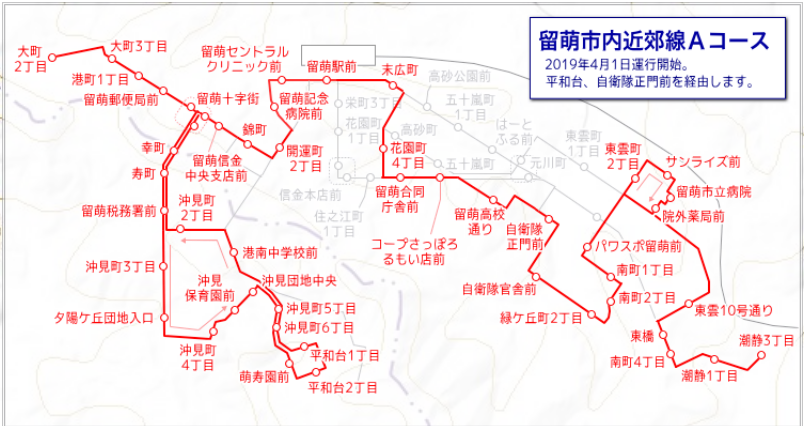 留萌市内近郊線Aコース
2019年4月1日運行開始。
平和台、自衛隊正門前を経由します。
大町
2丁目
大町3丁目
港町1丁目
留萌郵便局前
留萌十字街
留萌信金
中央支店前
錦町
開運町
2丁目
留萌記念
病院前
留萌セントラル
クリニック前
留萌駅前
末広町
花園町
4丁目
留萌合同
庁舎前
コープさっぽろ
るもい店前
留萌高校
通り
自衛隊
正門前
自衛隊官舎前
緑ケ丘町2丁目
南町2丁目
南町1丁目
パワスポ留萌前
東雲町
2丁目
サンライズ前
留萌市立病院
院外薬局前
東雲10号通り
東橋
南町4丁目
潮静1丁目
潮静3丁目
幸町
寿町
留萌税務署前
沖見町
2丁目
沖見町3丁目
夕陽ケ丘団地入口
沖見町
4丁目
沖見
保育園前
港南中学校前
沖見団地中央
沖見町5丁目
沖見町6丁目
平和台1丁目
平和台2丁目
萌寿園前
栄町3丁目
花園町
1丁目
高砂公園前
五十嵐町
1丁目
高砂町
はーと
ふる前
五十嵐町
元川町
東雲町
1丁目
信金本店前
住之江町
1丁目